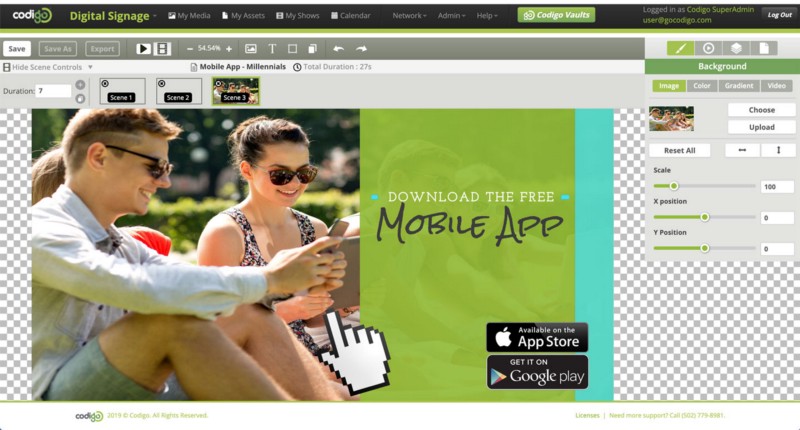 codigo Digital Signage My Media My Assets My Shows Calendar Network Admin Help Codigo Vaults Logged in as Codigo SuperAdmin Log Out
user@gocodigo.com
Save Save As Export 54.54%
Hide Scene Controls Mobile App - Millennials Total Duration : 27s Background
Duration: 7 Scene 1 Scene 2 Scene 3
Image Color Gradient Video
Choose
Upload
Reset All
Scale
100
X position
0
Y Position
0
DOWNLOAD THE FREE
Mobile App
Available on the
App Store
GET IT ON
Google play
codigo 2019 © Codigo. All Rights Reserved. Licenses | Need more support? Call (502) 779-8981.